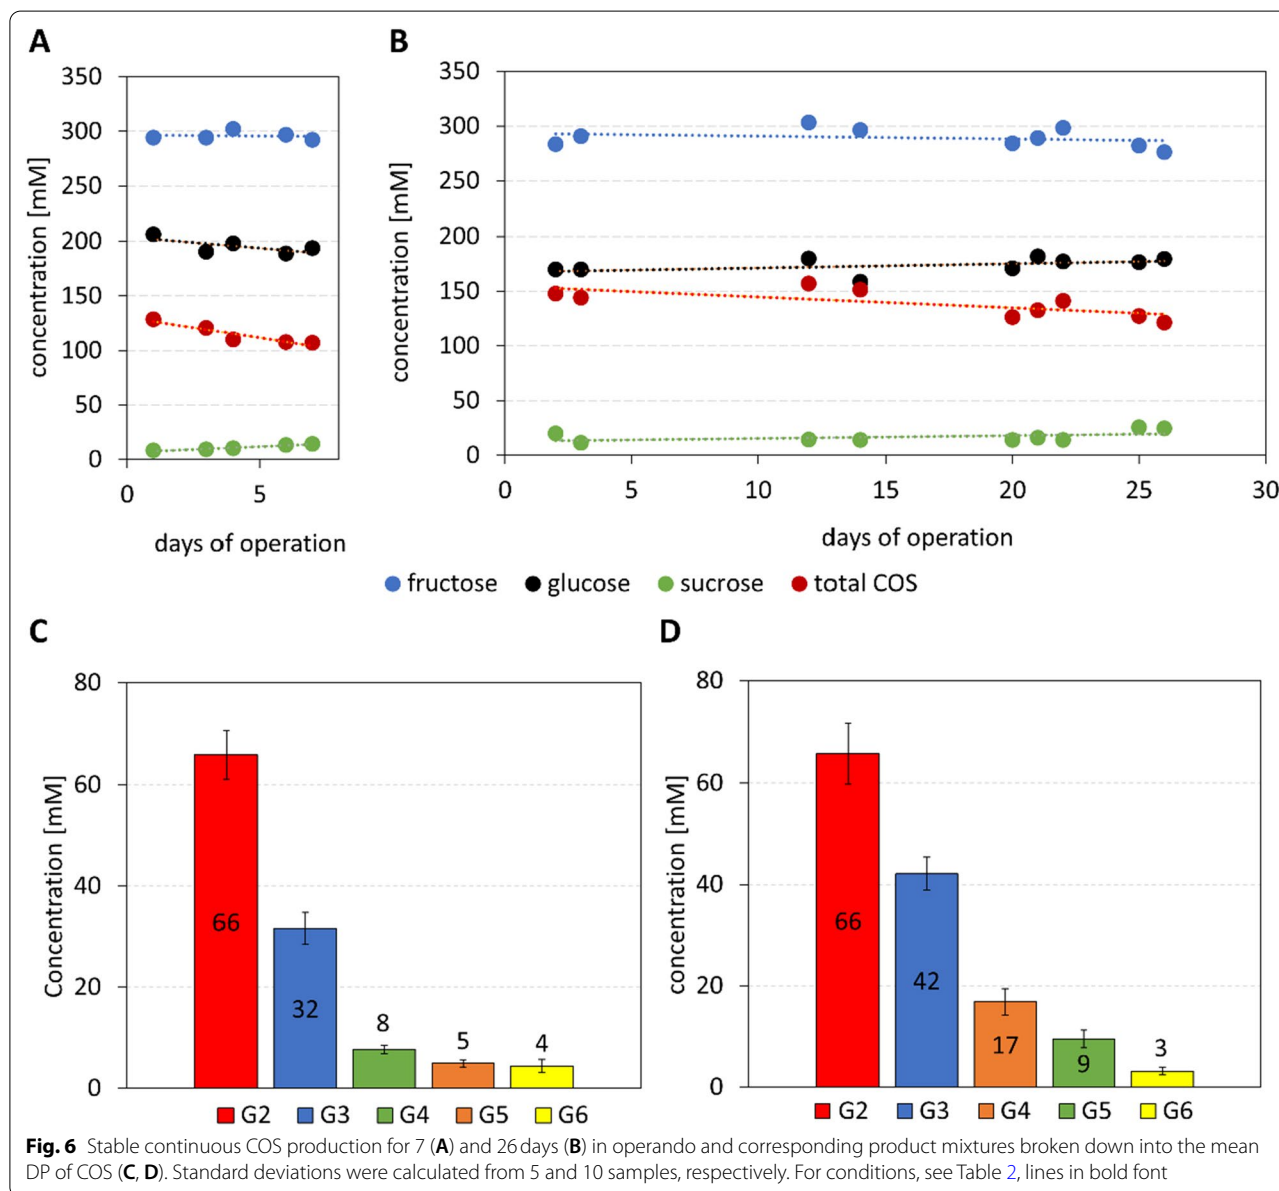 A
350
300
250
200
150
100
50
0
concentration [mM]
0 5
days of operation
B
350
300
250
200
150
100
50
0
concentration [mM]
0 5 10 15 20 25 30
days of operation
fructose glucose sucrose total COS
C
80
60
40
20
0
Concentration [mM]
66
32
8
5
4
G2 G3 G4 G5 G6
D
80
60
40
20
0
concentration [mM]
66
42
17
9
3
G2 G3 G4 G5 G6
Fig. 6 Stable continuous COS production for 7 (A) and 26 days (B) in operando and corresponding product mixtures broken down into the mean
DP of COS (C, D). Standard deviations were calculated from 5 and 10 samples, respectively. For conditions, see Table 2, lines in bold font